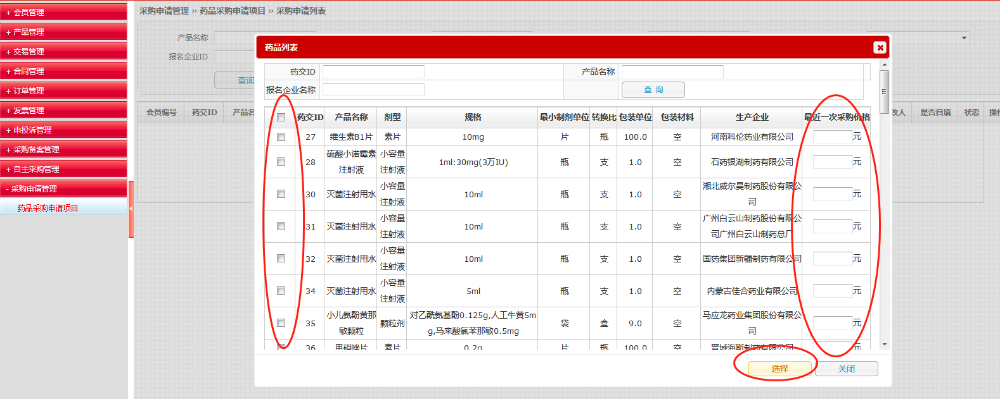 + 会员管理
+ 产品管理
+ 交易管理
+ 合同管理
+ 订单管理
+ 发票管理
+ 申投诉管理
+ 采购备案管理
+ 自主采购管理
- 采购申请管理
药品采购申请项目
采购申请管理 » 药品采购申请项目 » 采购申请列表
产品名称
报名企业ID
查询
会员编号 药交ID 产品名 改人 是否自填 状态 操作
药品列表
药交ID 产品名称
报名企业名称 查 询
药交ID 产品名称 剂型 规格 最小制剂单位 转换比 包装单位 包装材料 生产企业 最近一次采购价格
27 维生素B1片 素片 10mg 片 瓶 100.0 空 河南科伦药业有限公司 元
28 硫酸小诺霉素注射液 小容量注射液 1ml:30mg(3万IU) 瓶 支 1.0 空 石药银湖制药有限公司 元
30 灭菌注射用水 小容量注射液 10ml 瓶 支 1.0 空 湘北威尔曼制药股份有限公司 元
31 灭菌注射用水 小容量注射液 10ml 瓶 支 1.0 空 广州白云山制药股份有限公司广州白云山制药总厂 元
32 灭菌注射用水 小容量注射液 10ml 瓶 支 1.0 空 国药集团新疆制药有限公司 元
34 灭菌注射用水 小容量注射液 5ml 瓶 支 1.0 空 内蒙古佳合药业有限公司 元
35 小儿氨酚黄那敏颗粒 颗粒剂 对乙酰氨基酚0.125g,人工牛黄5mg,马来酸氯苯那敏0.5mg 袋 盒 9.0 空 马应龙药业集团股份有限公司 元
36 甲硝唑片 素片 0.2g 片 瓶 100.0 空 晋城海斯制药有限公司 元
选择 关闭